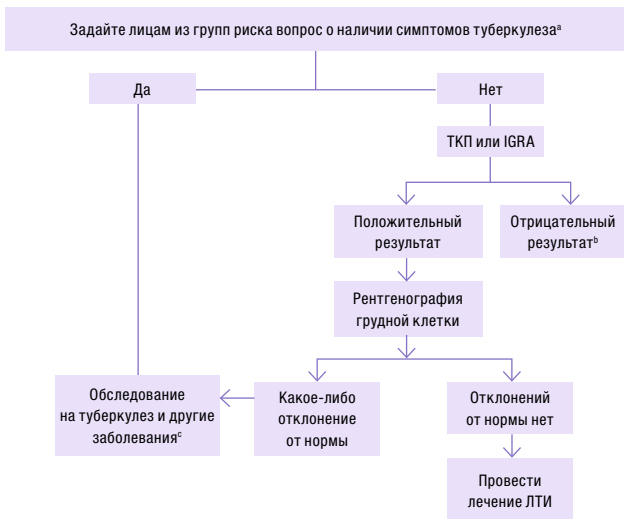 Задайте лицам из групп риска вопрос о наличии симптомов туберкулезаᵃ
Да
Нет
ТКП или IGRA
Положительный
результат
Отрицательный
результатᵇ
Рентгенография
грудной клетки
Обследование
на туберкулез и другие
заболеванияᶜ
Какое-либо
отклонение
от нормы
Отклонений
от нормы нет
Провести
лечение ЛТИ